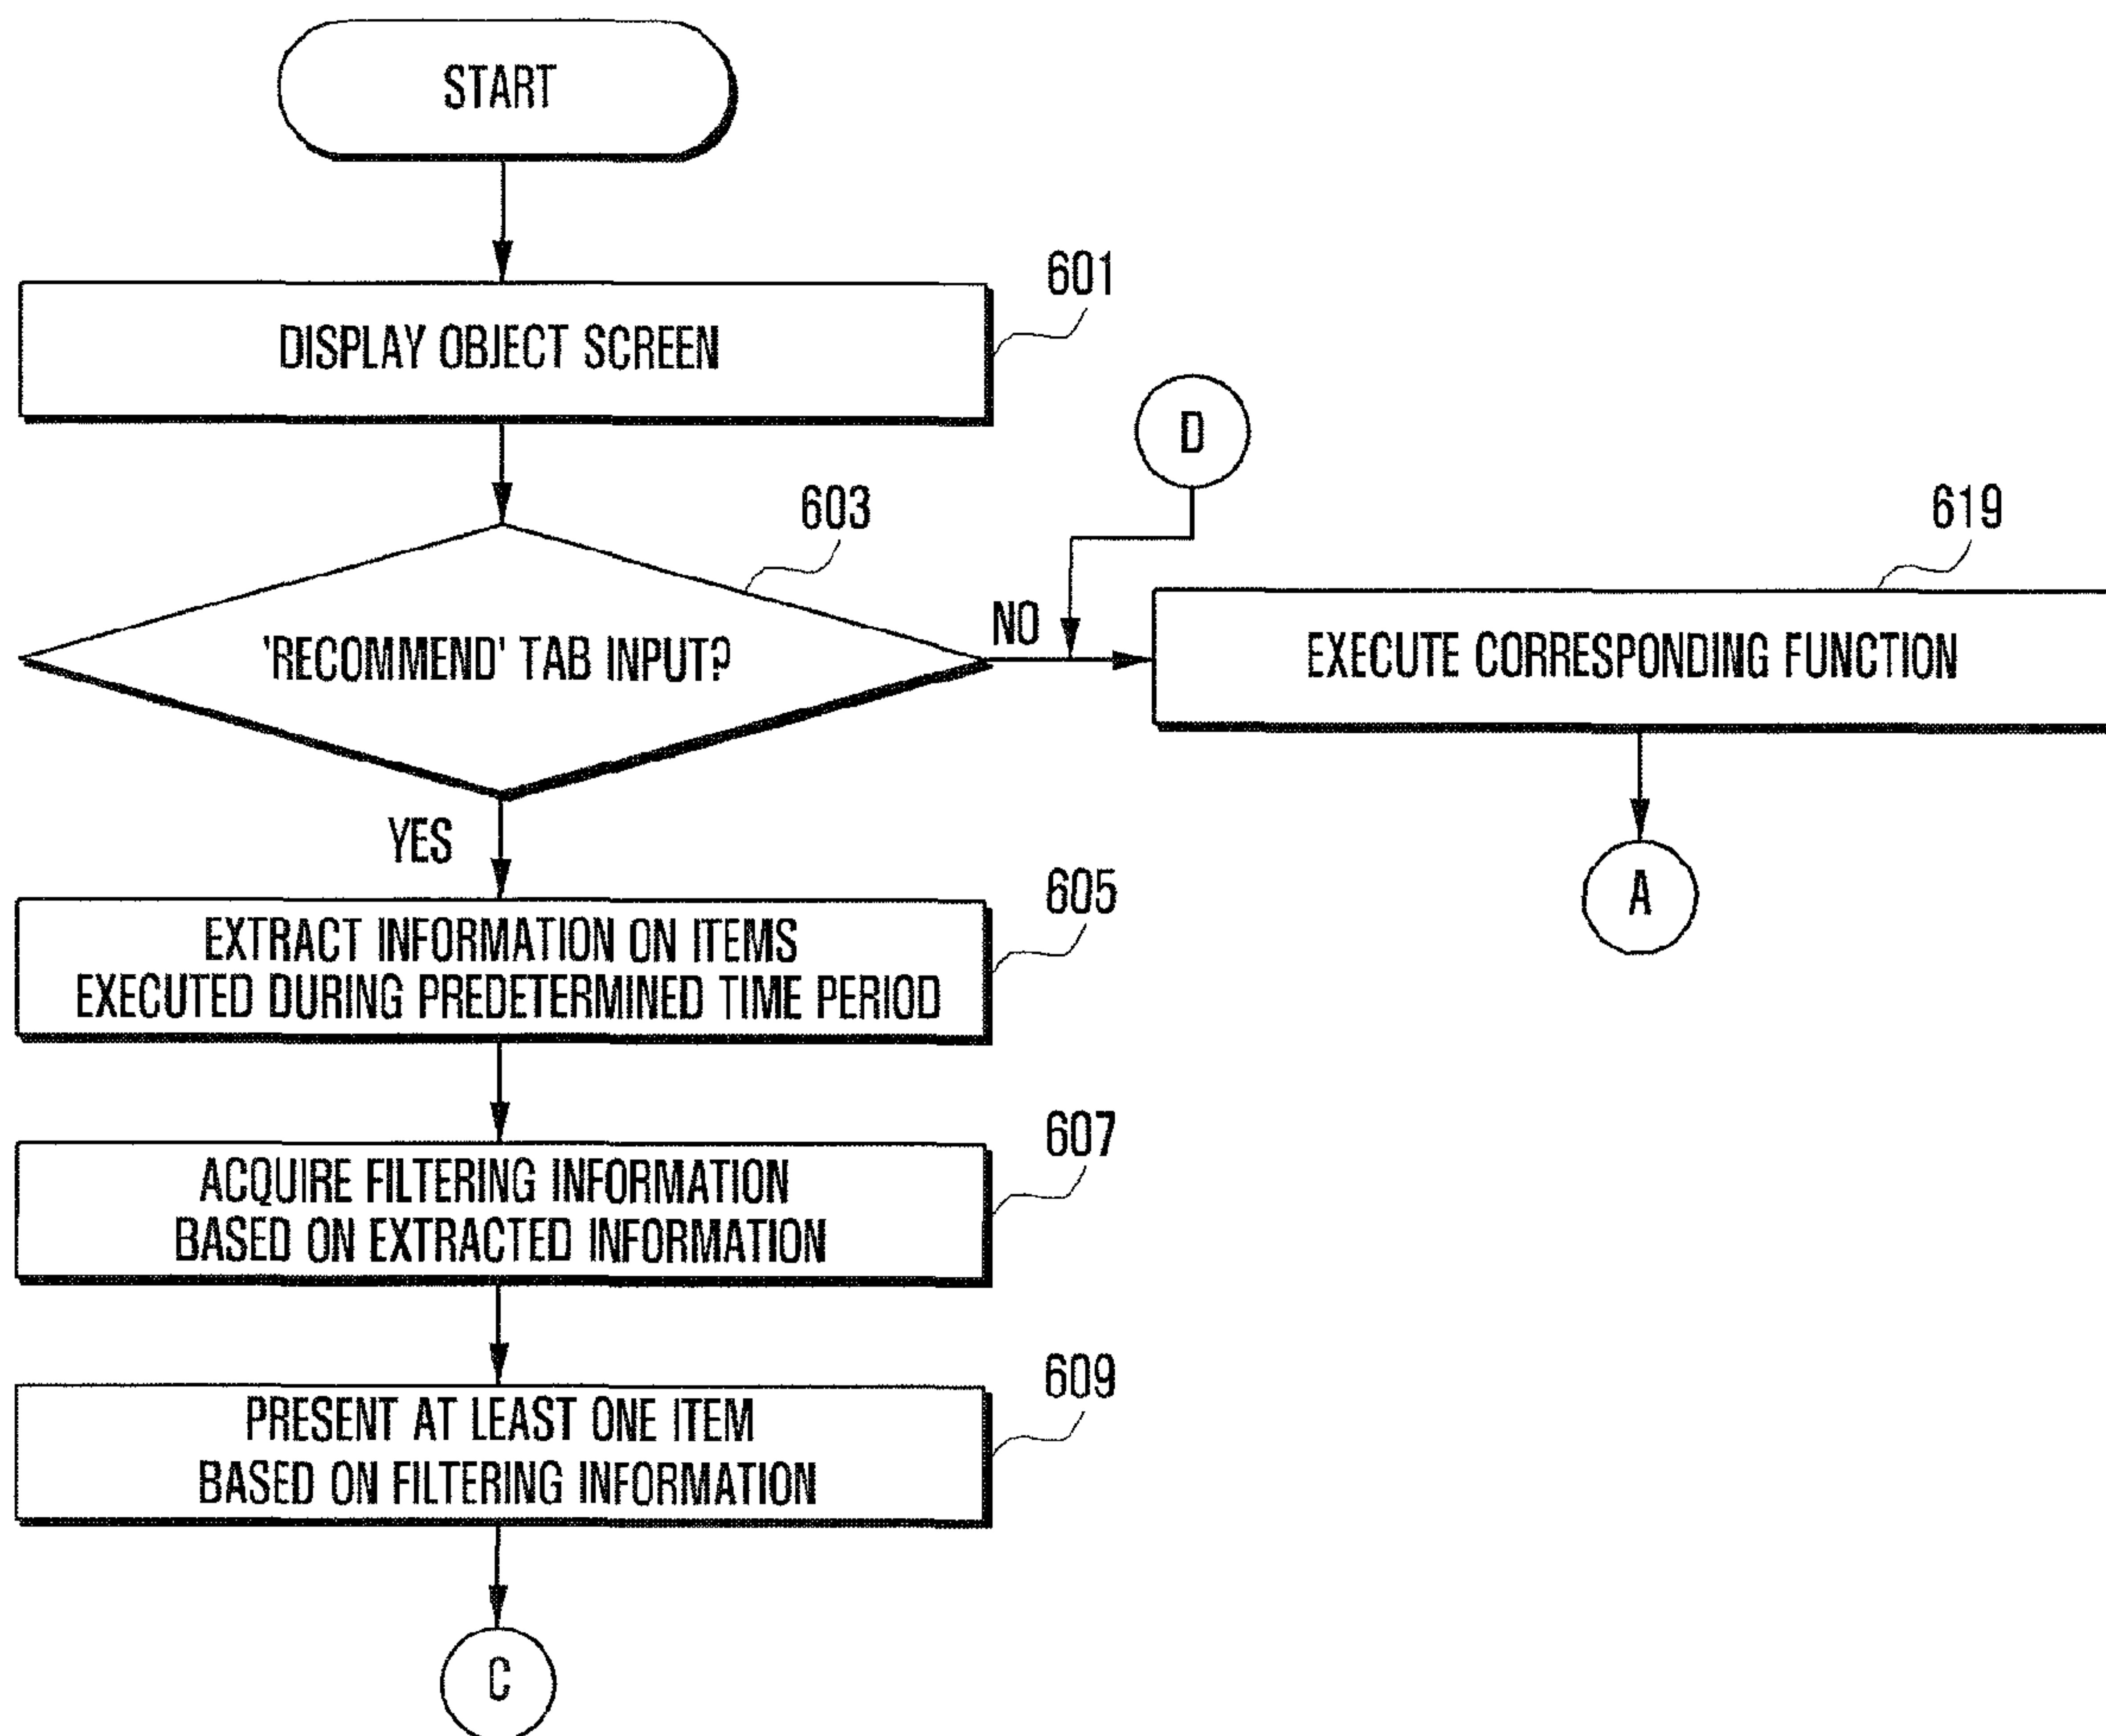 START
601
DISPLAY OBJECT SCREEN
D
603
619
'RECOMMEND' TAB INPUT?
NO
EXECUTE CORRESPONDING FUNCTION
YES
A
605
EXTRACT INFORMATION ON ITEMS
EXECUTED DURING PREDETERMINED TIME PERIOD
607
ACQUIRE FILTERING INFORMATION
BASED ON EXTRACTED INFORMATION
609
PRESENT AT LEAST ONE ITEM
BASED ON FILTERING INFORMATION
C